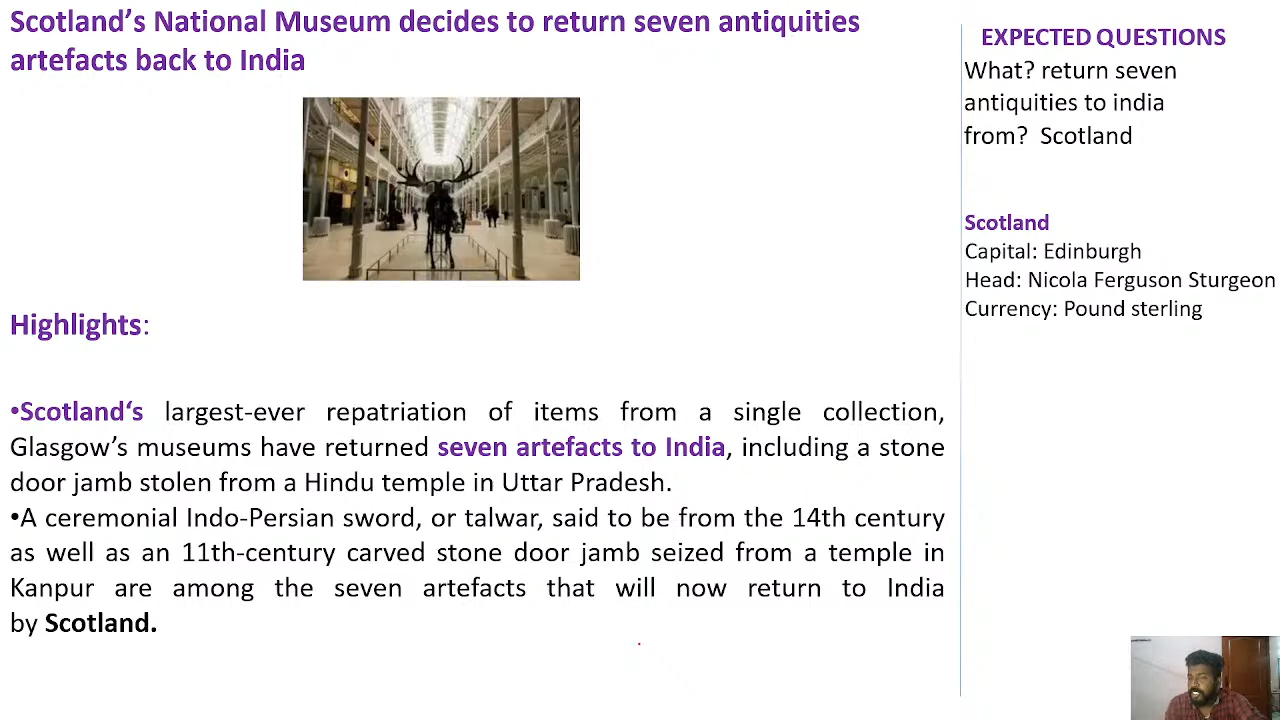 Scotland’s National Museum decides to return seven antiquities
artefacts back to India
Highlights:
•Scotland‘s largest-ever repatriation of items from a single collection,
Glasgow’s museums have returned seven artefacts to India, including a stone
door jamb stolen from a Hindu temple in Uttar Pradesh.
•A ceremonial Indo-Persian sword, or talwar, said to be from the 14th century
as well as an 11th-century carved stone door jamb seized from a temple in
Kanpur are among the seven artefacts that will now return to India
by Scotland.
EXPECTED QUESTIONS
What? return seven
antiquities to india
from? Scotland
Scotland
Capital: Edinburgh
Head: Nicola Ferguson Sturgeon
Currency: Pound sterling